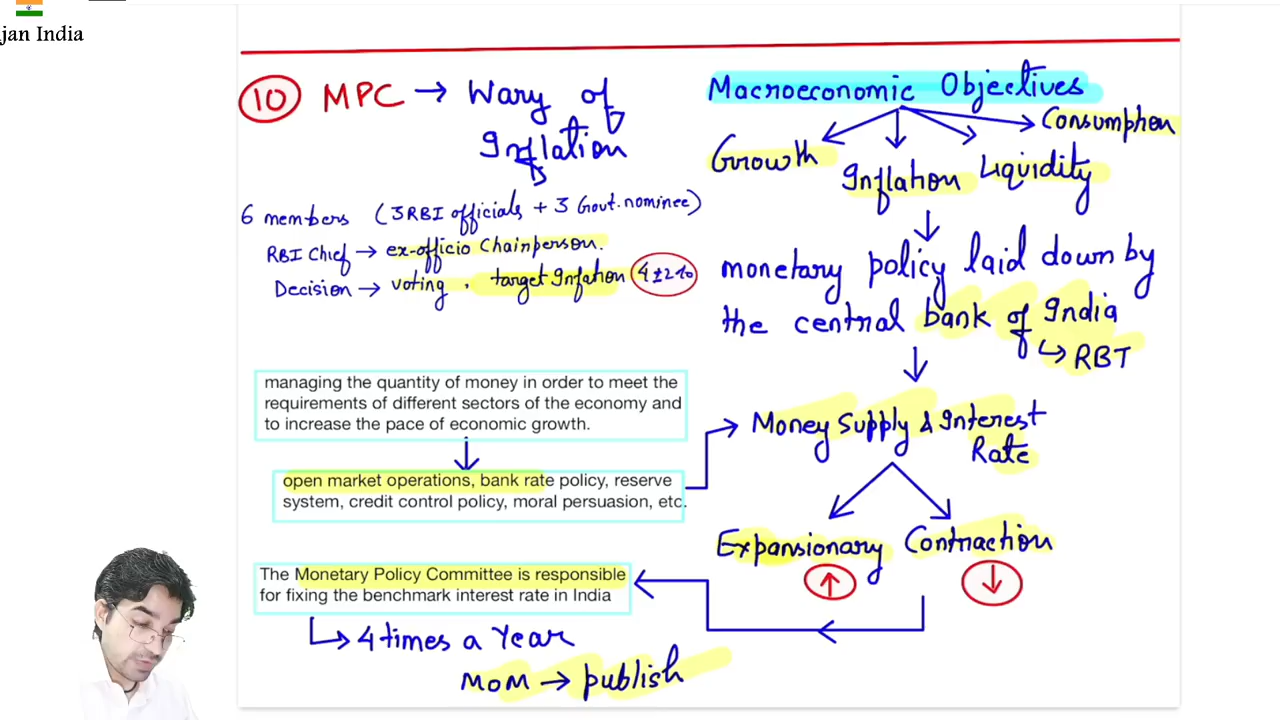 jan India
10 MPC → Wary of
Inflation
6 members (3 RBI officials + 3 Govt. nominee)
RBI Chief → ex-officio Chairperson.
Decision → voting . target Inflation 4±2%
managing the quantity of money in order to meet the
requirements of different sectors of the economy and
to increase the pace of economic growth.
open market operations, bank rate policy, reserve
system, credit control policy, moral persuasion, etc.
The Monetary Policy Committee is responsible
for fixing the benchmark interest rate in India
↳ 4 times a Year
MOM → publish
Macroeconomic Objectives
Growth Inflation Liquidity Consumption
monetary policy laid down by
the central bank of India
↳ RBI
Money Supply & Interest
Rate
Expansionary Contraction
↑ ↓